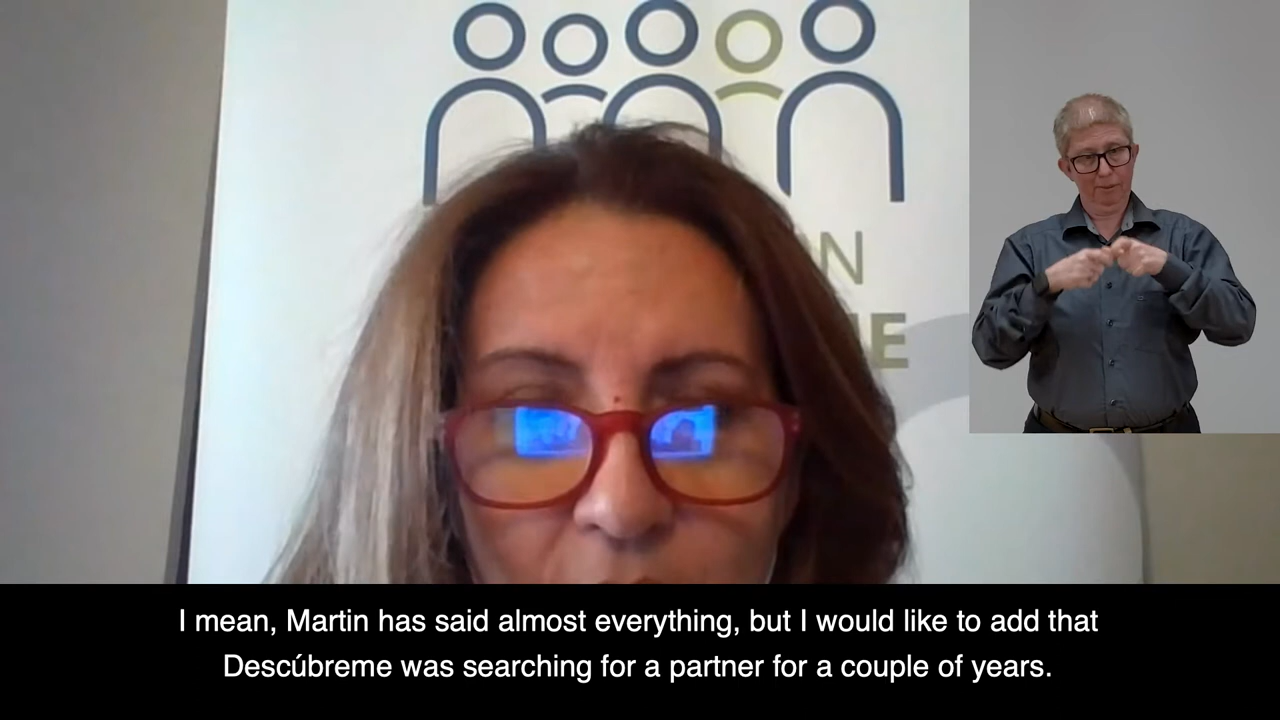 I mean, Martin has said almost everything, but I would like to add that
Descúbreme was searching for a partner for a couple of years.